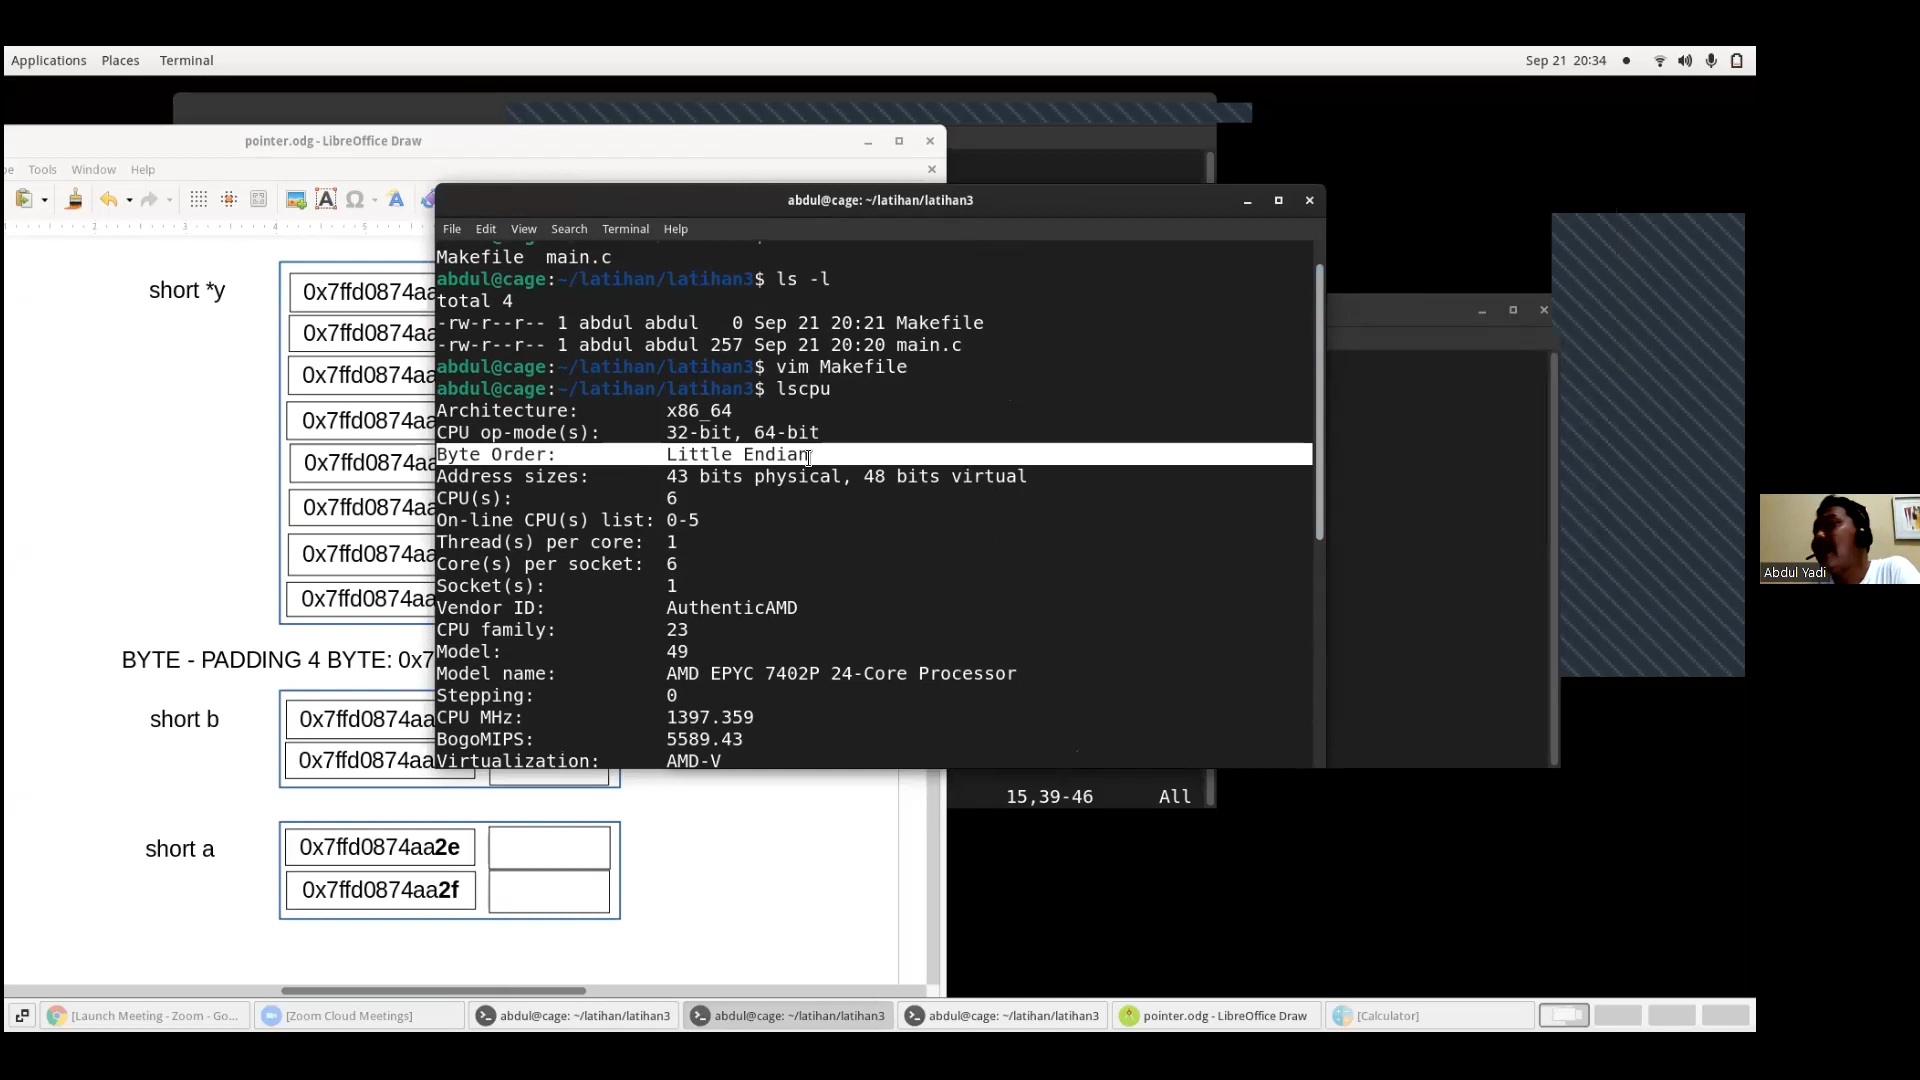 Applications Places Terminal
Sep 21 20:34
pointer.odg - LibreOffice Draw
Tools Window Help
abdul@cage: ~/latihan/latihan3
File Edit View Search Terminal Help
Makefile main.c
abdul@cage:~/latihan/latihan3$ ls -l
total 4
-rw-r--r-- 1 abdul abdul 0 Sep 21 20:21 Makefile
-rw-r--r-- 1 abdul abdul 257 Sep 21 20:20 main.c
abdul@cage:~/latihan/latihan3$ vim Makefile
abdul@cage:~/latihan/latihan3$ lscpu
Architecture: x86_64
CPU op-mode(s): 32-bit, 64-bit
Byte Order: Little Endian
Address sizes: 43 bits physical, 48 bits virtual
CPU(s): 6
On-line CPU(s) list: 0-5
Thread(s) per core: 1
Core(s) per socket: 6
Socket(s): 1
Vendor ID: AuthenticAMD
CPU family: 23
Model: 49
Model name: AMD EPYC 7402P 24-Core Processor
Stepping: 0
CPU MHz: 1397.359
BogoMIPS: 5589.43
Virtualization: AMD-V
short *y
0x7ffd0874aa
0x7ffd0874aa
0x7ffd0874aa
0x7ffd0874aa
0x7ffd0874aa
0x7ffd0874aa
0x7ffd0874aa
0x7ffd0874aa
BYTE - PADDING 4 BYTE: 0x7
short b
0x7ffd0874aa
0x7ffd0874aa
short a
0x7ffd0874aa2e
0x7ffd0874aa2f
15,39-46 All
Abdul Yadi
[Launch Meeting - Zoom - Go...
[Zoom Cloud Meetings]
abdul@cage: ~/latihan/latihan3
abdul@cage: ~/latihan/latihan3
abdul@cage: ~/latihan/latihan3
pointer.odg - LibreOffice Draw
[Calculator]